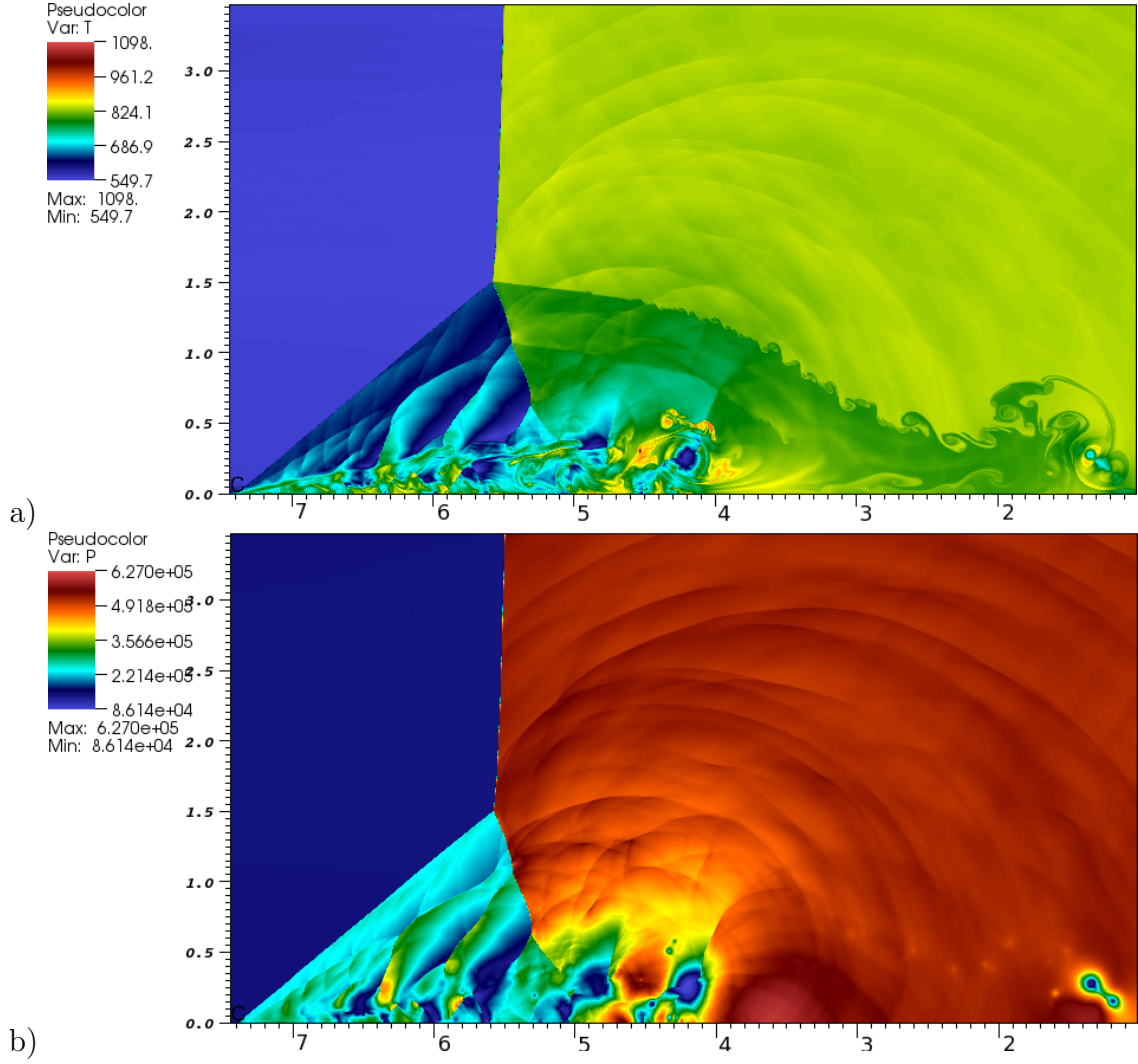 Pseudocolor
Var: T
1098.
961.2
824.1
686.9
549.7
Max: 1098.
Min: 549.7
3.0
2.5
2.0
1.5
1.0
0.5
0.0
C
7 6 5 4 3 2
a)
Pseudocolor
Var: P
6.270e+05
4.918e+05
3.566e+05
2.214e+05
8.614e+04
Max: 6.270e+05
Min: 8.614e+04
3.0
2.5
2.0
1.5
1.0
0.5
0.0
C
7 6 5 4 3 2
b)